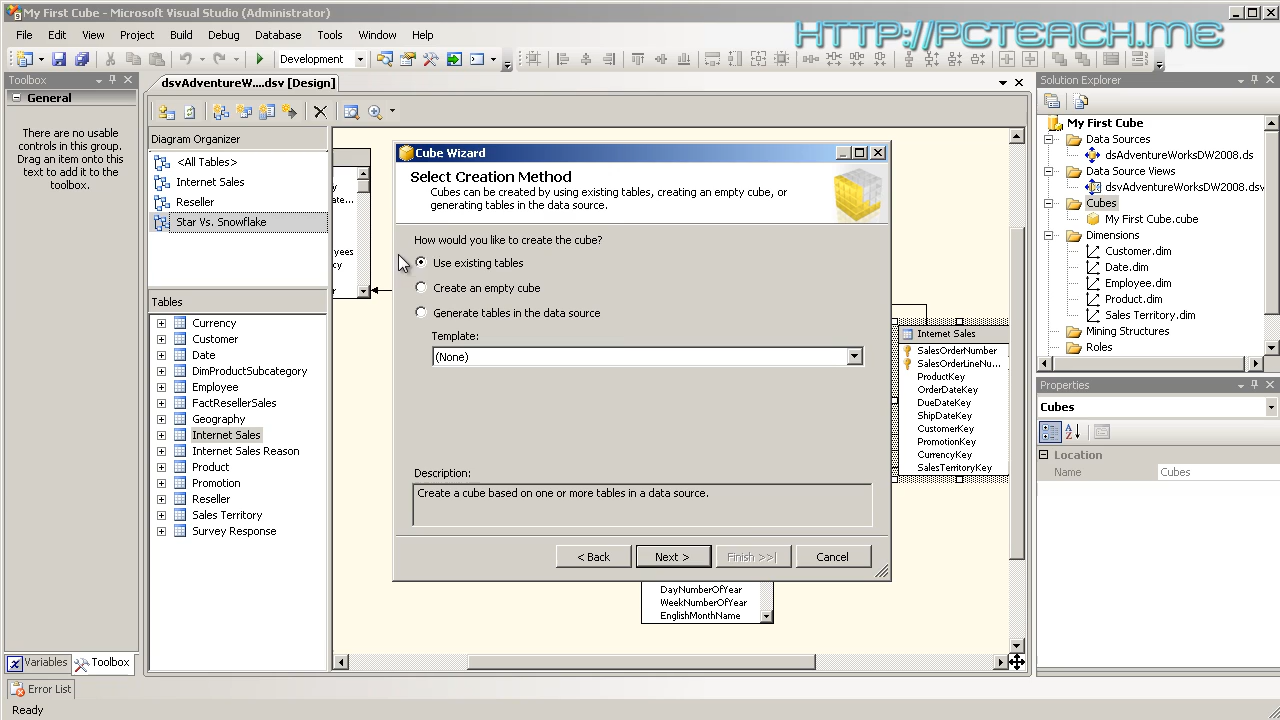 My First Cube - Microsoft Visual Studio (Administrator)
HTTP://PCTEACH.ME
File Edit View Project Build Debug Window Help
Development
Toolbox
General
There are no usable
controls in this group.
Drag an item onto this
text to add it to the
toolbox.
Variables Toolbox
Error List
Ready
dsvAdventureW....dsv [Design]
Diagram Organizer
<All Tables>
Internet Sales
Reseller
Star Vs. Snowflake
Tables
Currency
Customer
Date
DimProductSubcategory
Employee
FactResellerSales
Geography
Internet Sales
Internet Sales Reason
Product
Promotion
Reseller
Sales Territory
Survey Response
Cube Wizard
Select Creation Method
Cubes can be created by using existing tables, creating an empty cube, or
generating tables in the data source.
How would you like to create the cube?
Use existing tables
Create an empty cube
Generate tables in the data source
Template:
(None)
Description:
Create a cube based on one or more tables in a data source.
< Back Next > Finish >>| Cancel
Internet Sales
SalesOrderNumber
SalesOrderLineNu...
ProductKey
OrderDateKey
DueDateKey
ShipDateKey
CustomerKey
PromotionKey
CurrencyKey
SalesTerritoryKey
DayNumberOfYear
WeekNumberOfYear
EnglishMonthName
Solution Explorer
My First Cube
Data Sources
dsAdventureWorksDW2008.ds
Data Source Views
dsvAdventureWorksDW2008.dsv
Cubes
My First Cube.cube
Dimensions
Customer.dim
Date.dim
Employee.dim
Product.dim
Sales Territory.dim
Mining Structures
Roles
Properties
Cubes
Location
Name Cubes